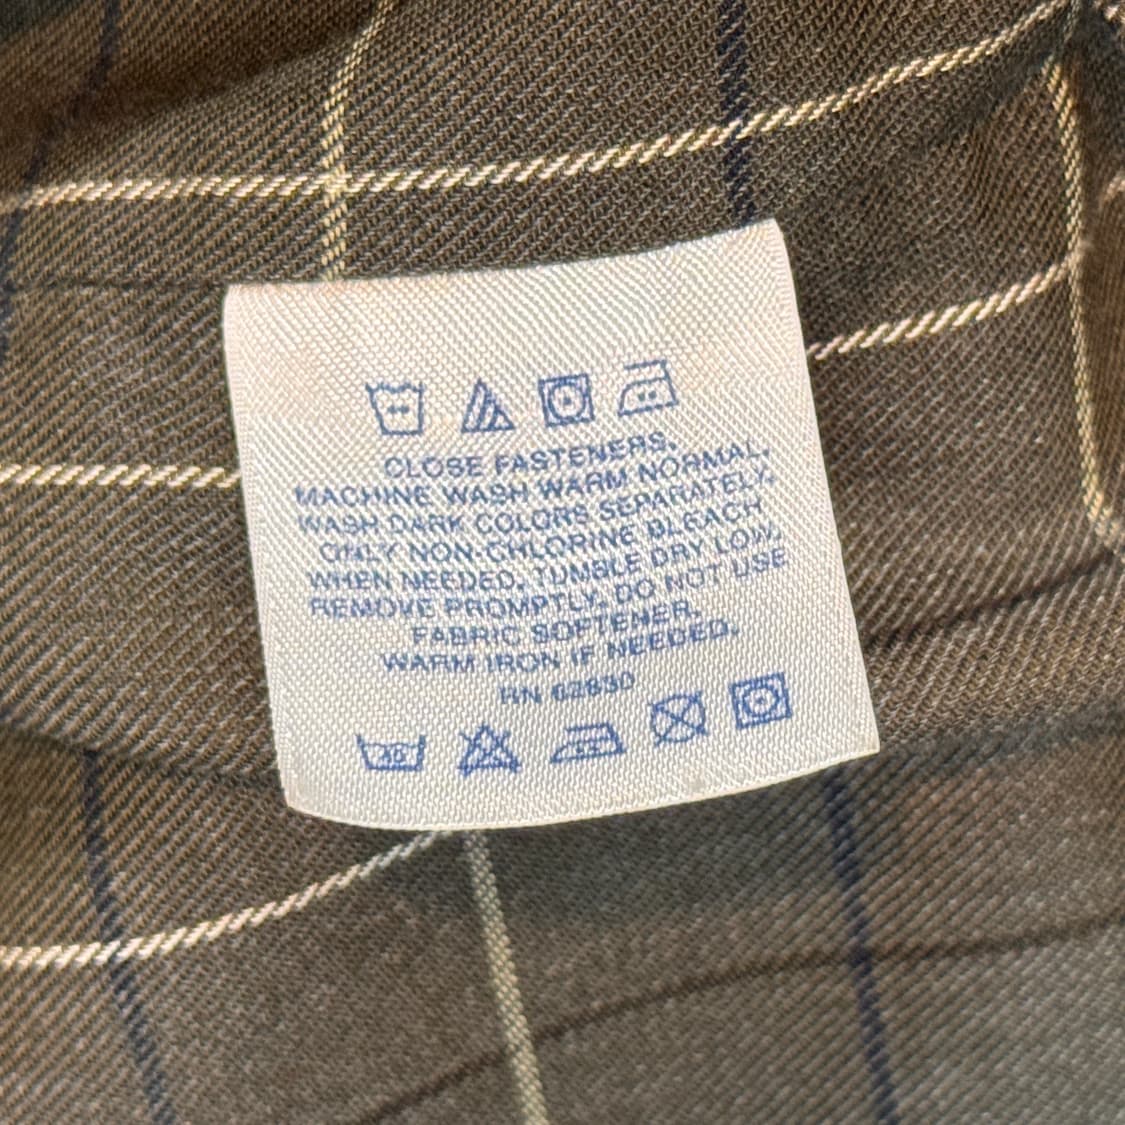 CLOSE FASTENERS.
MACHINE WASH WARM NORMAL.
WASH DARK COLORS SEPARATELY.
ONLY NON-CHLORINE BLEACH
WHEN NEEDED. TUMBLE DRY LOW.
REMOVE PROMPTLY. DO NOT USE
FABRIC SOFTENER.
WARM IRON IF NEEDED.
RN 62830
30